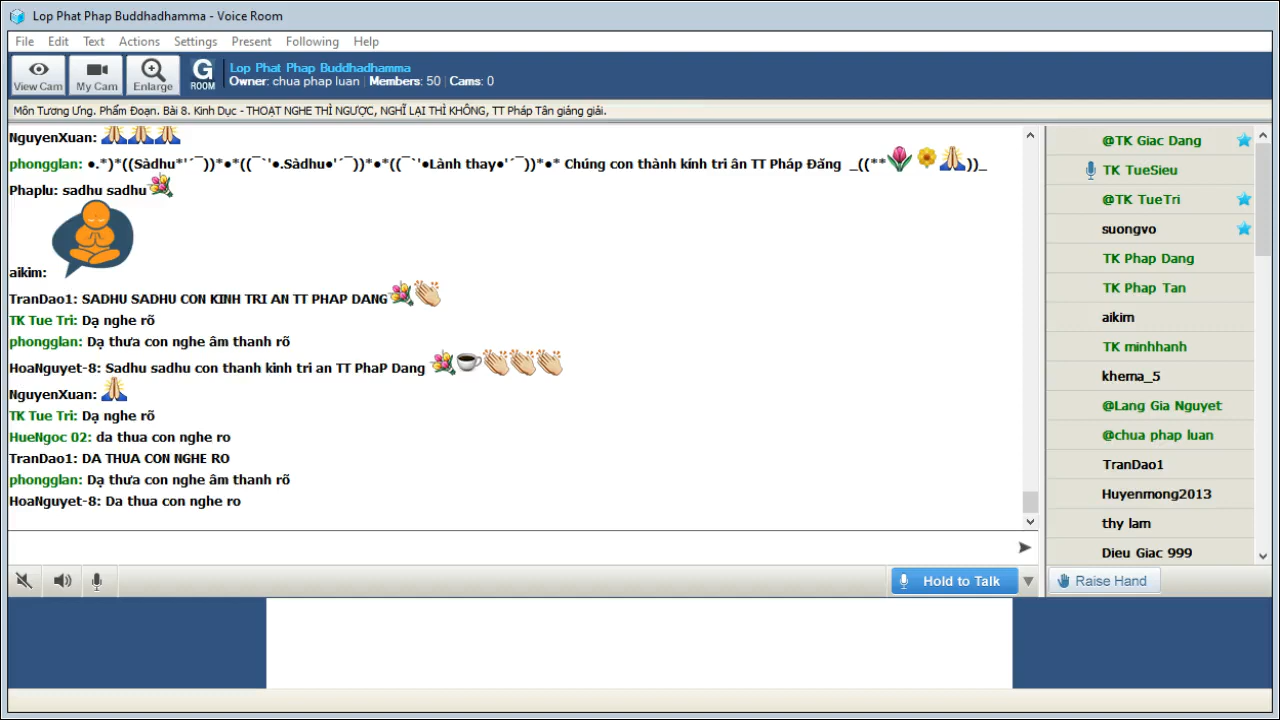 Lop Phat Phap Buddhadhamma - Voice Room
File Edit Text Actions Settings Present Following Help
View Cam My Cam Enlarge G ROOM
Lop Phat Phap Buddhadhamma
Owner: chua phap luan Members: 50 Cams: 0
Môn Tương Ưng. Phẩm Đoạn. Bài 8. Kinh Dục - THOẠT NGHE THÌ NGƯỢC, NGHĨ LẠI THÌ KHÔNG, TT Pháp Tân giảng giải.
NguyenXuan:
phongglan: ●.*)*((Sàdhu*'´¯))*●*((¯`'●.Sàdhu●'´¯))*●*((¯`'●Lành thay●'´¯))*●* Chúng con thành kính tri ân TT Pháp Đăng _((** ))_
Phaplu: sadhu sadhu
aikim:
TranDao1: SADHU SADHU CON KINH TRI AN TT PHAP DANG
TK Tue Tri: Dạ nghe rõ
phongglan: Dạ thưa con nghe âm thanh rõ
HoaNguyet-8: Sadhu sadhu con thanh kinh tri an TT PhaP Dang
NguyenXuan:
TK Tue Tri: Dạ nghe rõ
HueNgoc 02: da thua con nghe ro
TranDao1: DA THUA CON NGHE RO
phongglan: Dạ thưa con nghe âm thanh rõ
HoaNguyet-8: Da thua con nghe ro
Hold to Talk
@TK Giac Dang
TK TueSieu
@TK TueTri
suongvo
TK Phap Dang
TK Phap Tan
aikim
TK minhhanh
khema_5
@Lang Gia Nguyet
@chua phap luan
TranDao1
Huyenmong2013
thy lam
Dieu Giac 999
Raise Hand